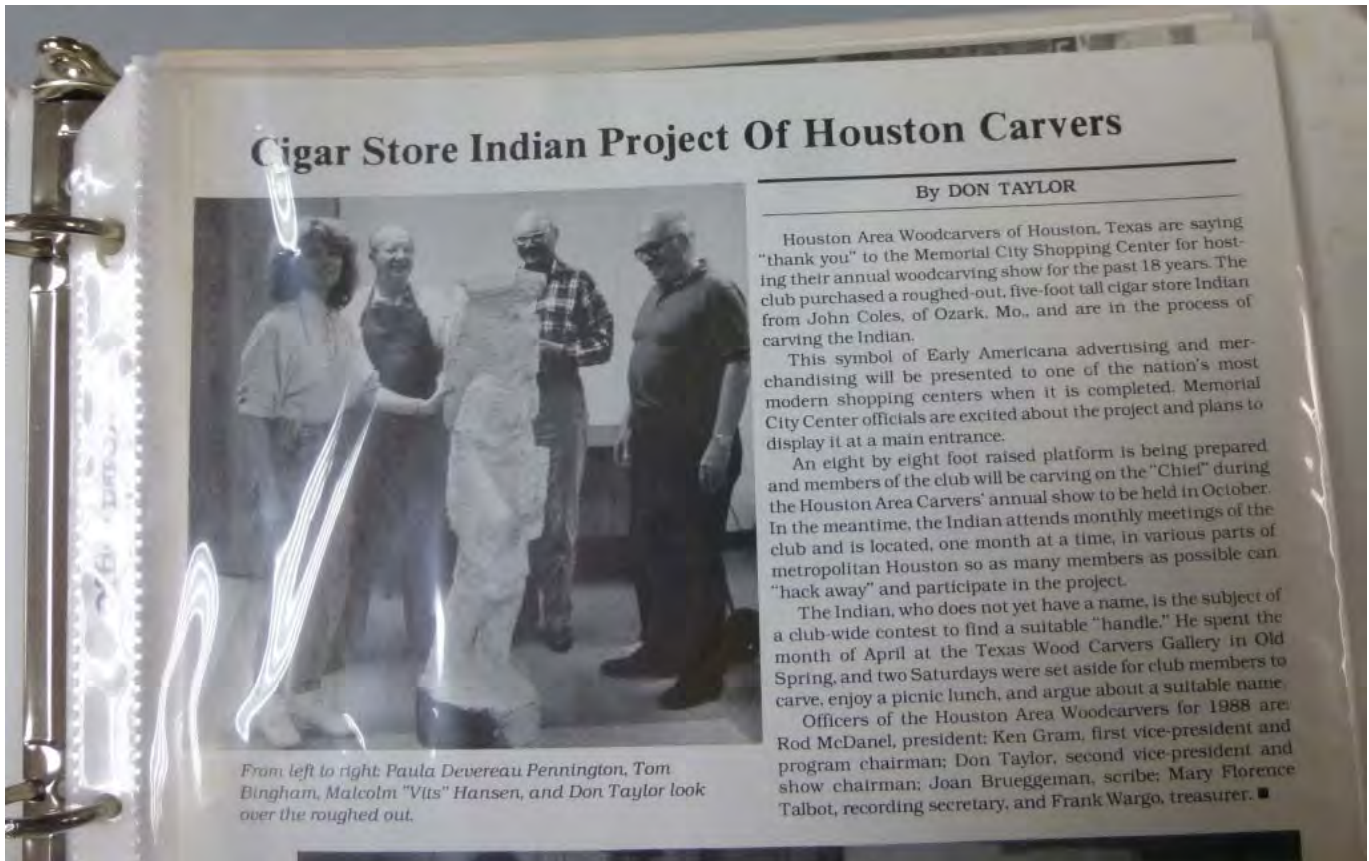 Cigar Store Indian Project Of Houston Carvers
By DON TAYLOR
Houston Area Woodcarvers of Houston, Texas are saying
"thank you" to the Memorial City Shopping Center for host-
ing their annual woodcarving show for the past 18 years. The
club purchased a roughed-out, five-foot tall cigar store Indian
from John Coles, of Ozark, Mo., and are in the process of
carving the Indian.
This symbol of Early Americana advertising and mer-
chandising will be presented to one of the nation's most
modern shopping centers when it is completed. Memorial
City Center officials are excited about the project and plans to
display it at a main entrance.
An eight by eight foot raised platform is being prepared
and members of the club will be carving on the "Chief" during
the Houston Area Carvers' annual show to be held in October.
In the meantime, the Indian attends monthly meetings of the
club and is located, one month at a time, in various parts of
metropolitan Houston so as many members as possible can
"hack away" and participate in the project.
The Indian, who does not yet have a name, is the subject of
a club-wide contest to find a suitable "handle." He spent the
month of April at the Texas Wood Carvers Gallery in Old
Spring, and two Saturdays were set aside for club members to
carve, enjoy a picnic lunch, and argue about a suitable name.
Officers of the Houston Area Woodcarvers for 1988 are:
Rod McDanel, president; Ken Gram, first vice-president and
program chairman; Don Taylor, second vice-president and
show chairman; Joan Brueggeman, scribe; Mary Florence
Talbot, recording secretary, and Frank Wargo, treasurer.
From left to right: Paula Devereau Pennington, Tom
Bingham, Malcolm "Vits" Hansen, and Don Taylor look
over the roughed out.